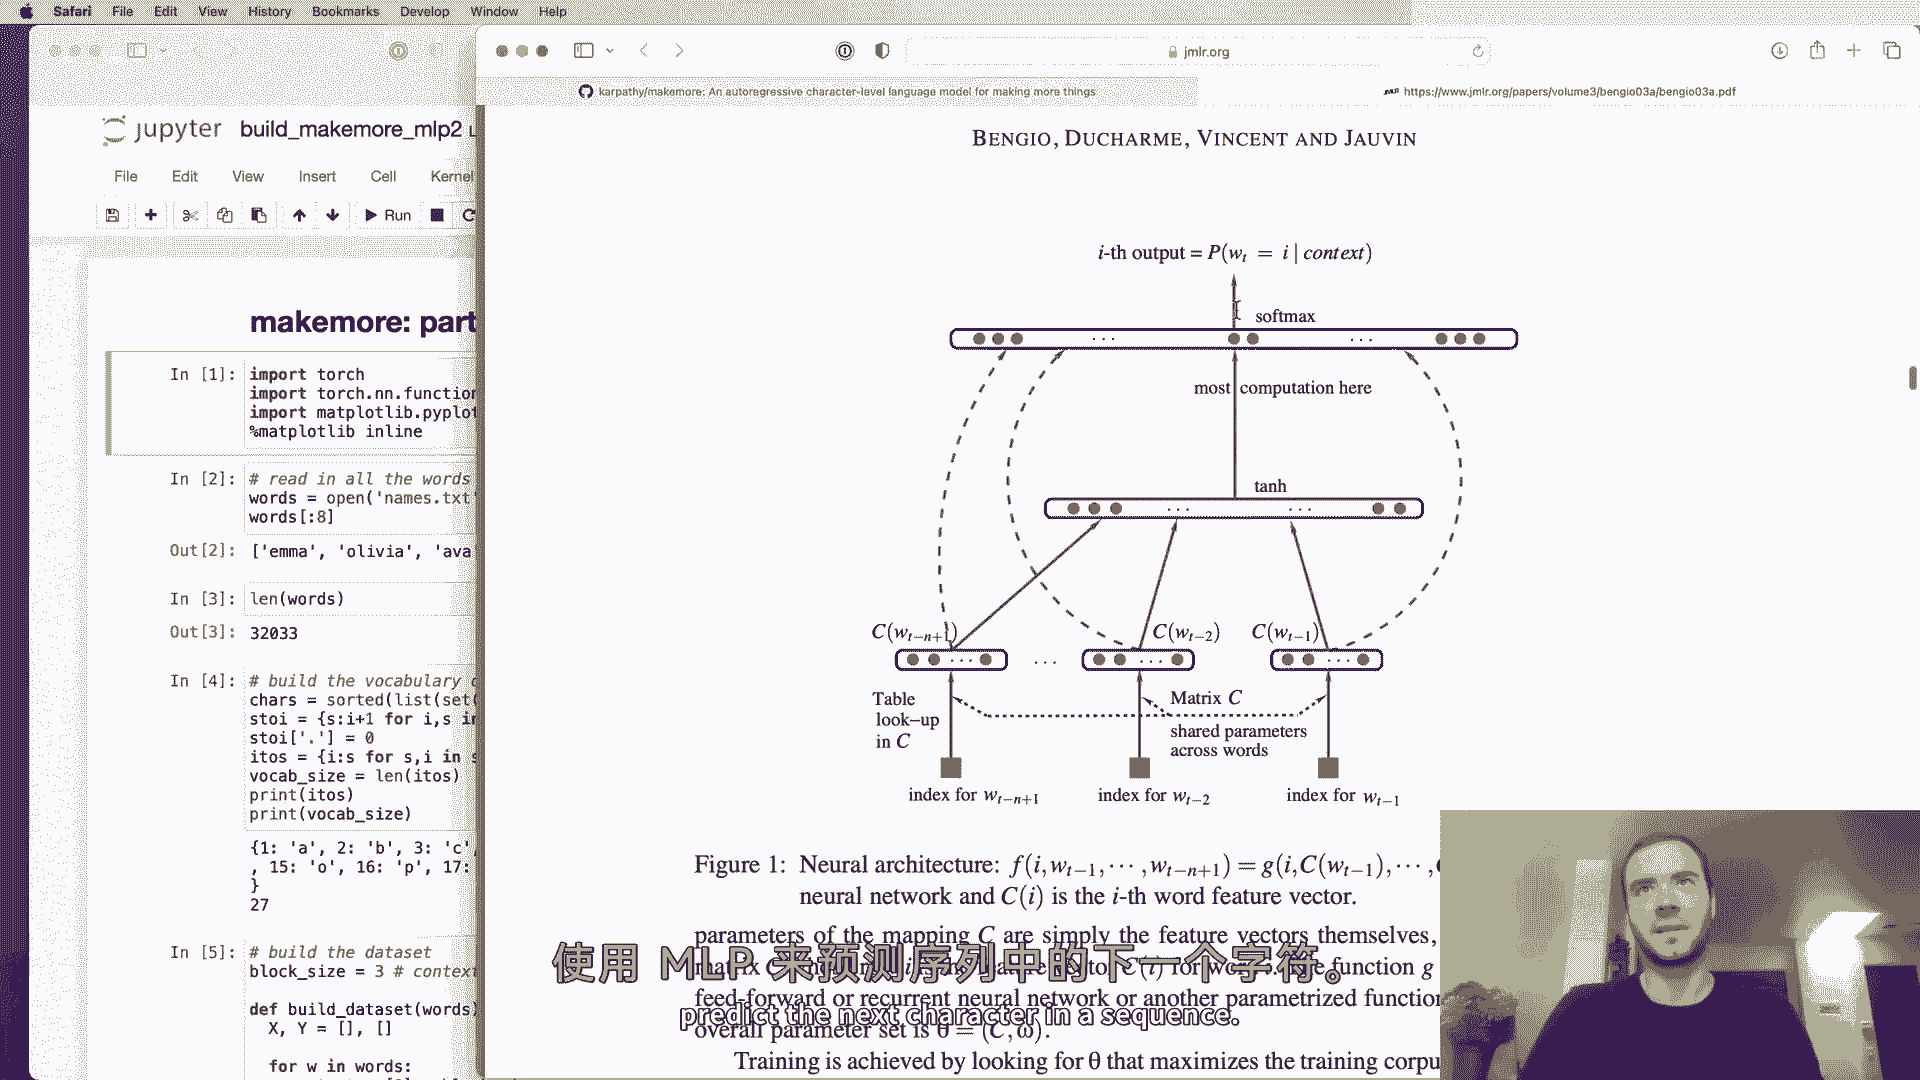 Safari File Edit View History Bookmarks Develop Window Help
jmlr.org
karpathy/makemore: An autoregressive character-level language model for making more things
https://www.jmlr.org/papers/volume3/bengio03a/bengio03a.pdf
jupyter build_makemore_mlp2
File Edit View Insert Cell Kernel
Run
makemore: part
In [1]: import torch
import torch.nn.function
import matplotlib.pyplot
%matplotlib inline
In [2]: # read in all the words
words = open('names.txt'
words[:8]
Out[2]: ['emma', 'olivia', 'ava
In [3]: len(words)
Out[3]: 32033
In [4]: # build the vocabulary
chars = sorted(list(set(
stoi = {s:i+1 for i,s in
stoi['.'] = 0
itos = {i:s for s,i in s
vocab_size = len(itos)
print(itos)
print(vocab_size)
{1: 'a', 2: 'b', 3: 'c',
, 15: 'o', 16: 'p', 17:
}
27
In [5]: # build the dataset
block_size = 3 # contex
def build_dataset(words)
X, Y = [], []
for w in words:
BENGIO, DUCHARME, VINCENT AND JAUVIN
i-th output = P(w_t = i | context)
softmax
most computation here
tanh
C(w_{t−n+1}) C(w_{t−2}) C(w_{t−1})
Table look−up in C
Matrix C
shared parameters
across words
index for w_{t−n+1} index for w_{t−2} index for w_{t−1}
Figure 1: Neural architecture: f(i,w_{t−1},⋯,w_{t−n+1}) = g(i,C(w_{t−1}),⋯,
neural network and C(i) is the i-th word feature vector.
parameters of the mapping C are simply the feature vectors themselves,
使用 MLP 来预测序列中的下一个字符。
feed-forward or recurrent neural network or another parametrized function
predict the next character in a sequence.
overall parameter set is θ = (C, ω).
Training is achieved by looking for θ that maximizes the training corpu